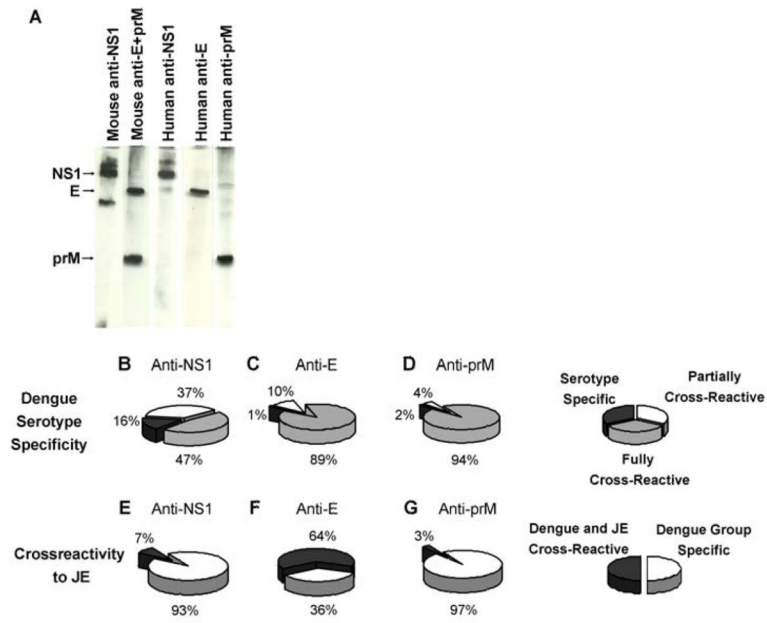 A
Mouse anti-NS1
Mouse anti-E+prM
Human anti-NS1
Human anti-E
Human anti-prM
NS1→
E→
prM→
Dengue
Serotype
Specificity
B Anti-NS1
37%
16%
47%
C Anti-E
10%
1%
89%
D Anti-prM
4%
2%
94%
Serotype
Specific
Partially
Cross-Reactive
Fully
Cross-Reactive
Crossreactivity
to JE
E Anti-NS1
7%
93%
F Anti-E
64%
36%
G Anti-prM
3%
97%
Dengue and JE
Cross-Reactive
Dengue Group
Specific